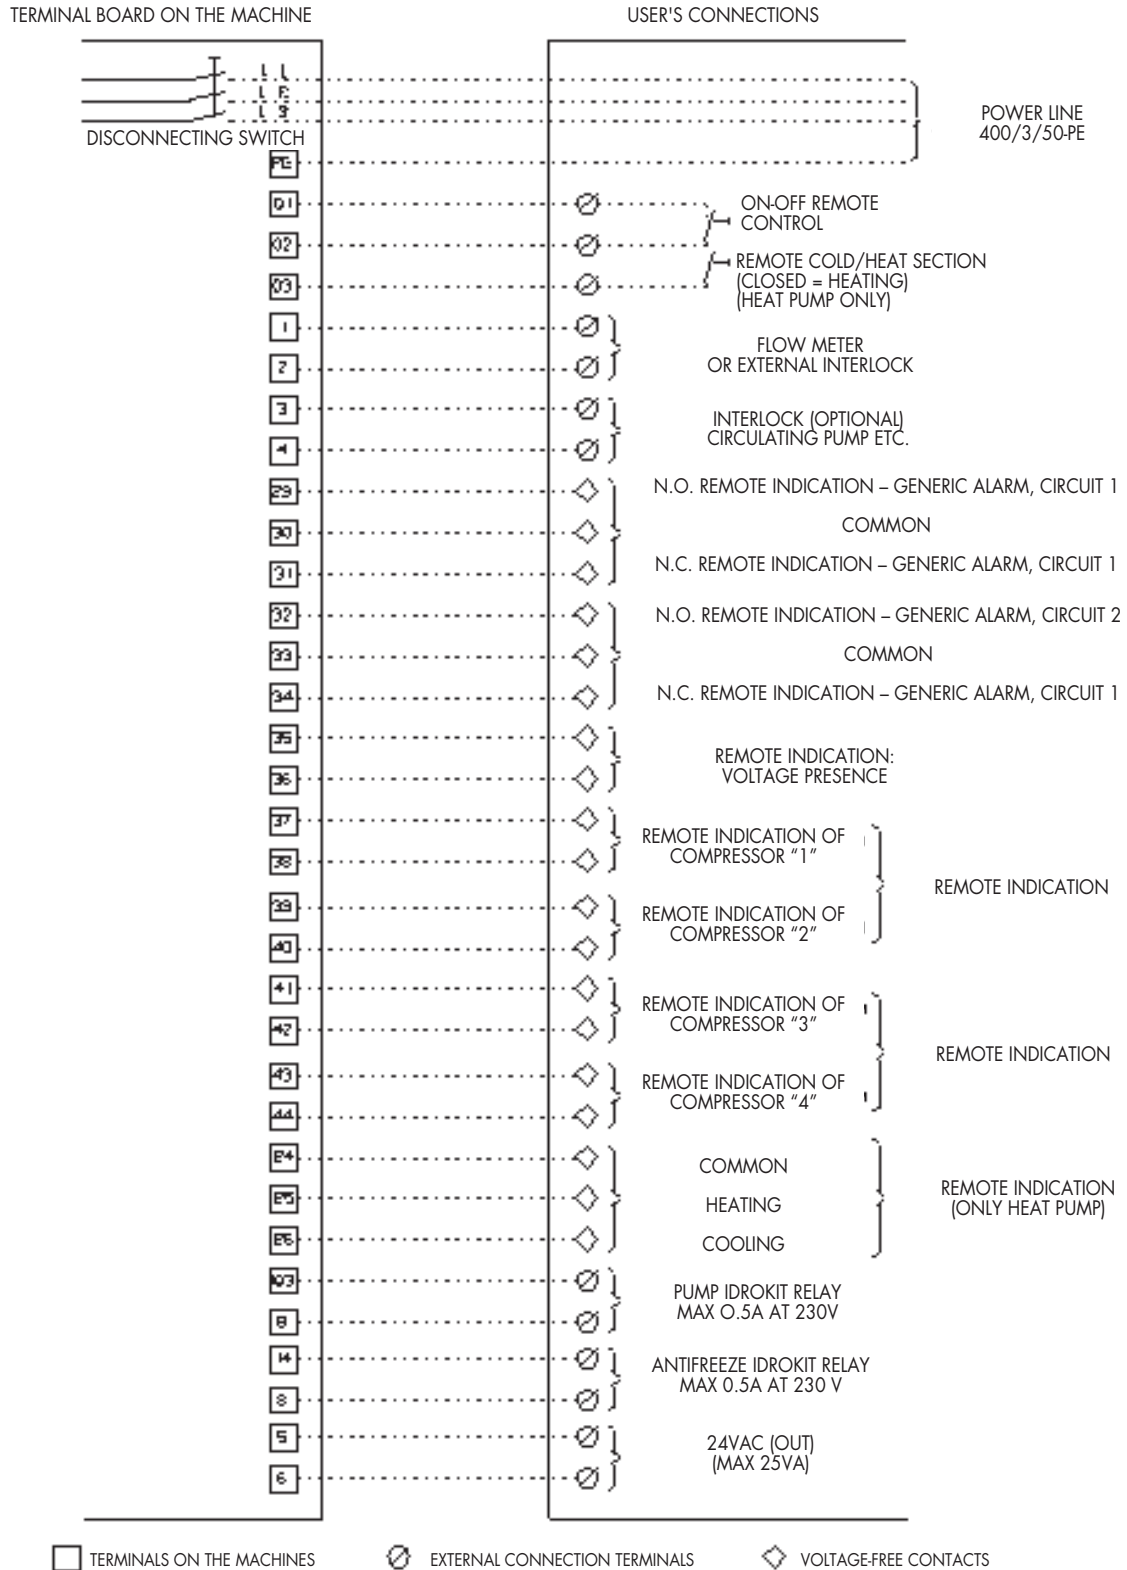 TERMINAL BOARD ON THE MACHINE
USER'S CONNECTIONS
L L
L
L
DISCONNECTING SWITCH
POWER LINE
400/3/50-PE
PE
01
ON-OFF REMOTE
CONTROL
02
REMOTE COLD/HEAT SECTION
(CLOSED = HEATING)
(HEAT PUMP ONLY)
03
1
FLOW METER
OR EXTERNAL INTERLOCK
2
3
INTERLOCK (OPTIONAL)
CIRCULATING PUMP ETC.
4
29
N.O. REMOTE INDICATION – GENERIC ALARM, CIRCUIT 1
30
COMMON
31
N.C. REMOTE INDICATION – GENERIC ALARM, CIRCUIT 1
32
N.O. REMOTE INDICATION – GENERIC ALARM, CIRCUIT 2
33
COMMON
34
N.C. REMOTE INDICATION – GENERIC ALARM, CIRCUIT 1
35
REMOTE INDICATION:
VOLTAGE PRESENCE
36
37
REMOTE INDICATION OF
COMPRESSOR “1”
38
REMOTE INDICATION
39
REMOTE INDICATION OF
COMPRESSOR “2”
40
41
REMOTE INDICATION OF
COMPRESSOR “3”
42
REMOTE INDICATION
43
REMOTE INDICATION OF
COMPRESSOR “4”
44
COMMON
HEATING
REMOTE INDICATION
(ONLY HEAT PUMP)
COOLING
PUMP IDROKIT RELAY
MAX O.5A AT 230V
8
14
ANTIFREEZE IDROKIT RELAY
MAX 0.5A AT 230 V
8
5
24VAC (OUT)
(MAX 25VA)
6
TERMINALS ON THE MACHINES
EXTERNAL CONNECTION TERMINALS
VOLTAGE-FREE CONTACTS